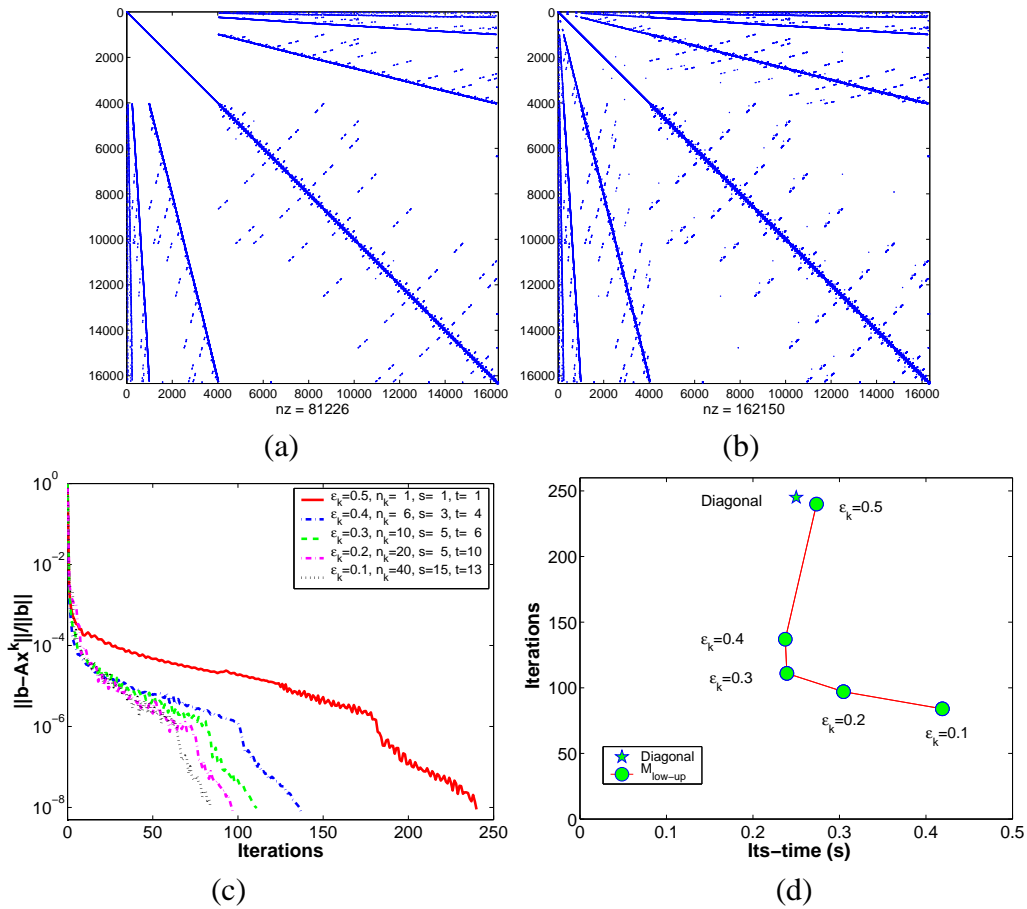 0
2000
4000
6000
8000
10000
12000
14000
16000
0 2000 4000 6000 8000 10000 12000 14000 16000
nz = 81226
(a)
0
2000
4000
6000
8000
10000
12000
14000
16000
0 2000 4000 6000 8000 10000 12000 14000 16000
nz = 162150
(b)
10^0
10^−2
10^−4
10^−6
10^−8
||b−Ax^k||/||b||
ε_k=0.5, n_k= 1, s= 1, t= 1
ε_k=0.4, n_k= 6, s= 3, t= 4
ε_k=0.3, n_k=10, s= 5, t= 6
ε_k=0.2, n_k=20, s= 5, t=10
ε_k=0.1, n_k=40, s=15, t=13
0 50 100 150 200 250
Iterations
(c)
250
200
150
100
50
0
Iterations
Diagonal
ε_k=0.5
ε_k=0.4
ε_k=0.3
ε_k=0.2
ε_k=0.1
Diagonal
M_low−up
0 0.1 0.2 0.3 0.4 0.5
Its−time (s)
(d)